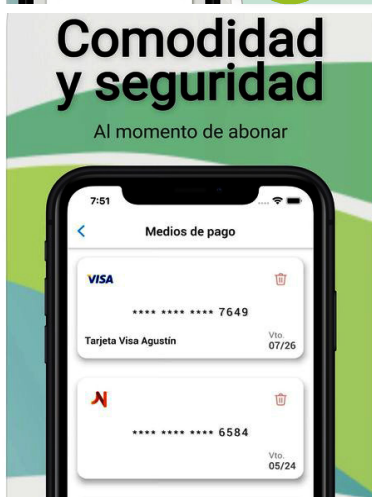 Comodidad
y seguridad
Al momento de abonar
7:51
Medios de pago
VISA
**** **** **** 7649
Tarjeta Visa Agustín
Vto.
07/26
**** **** **** 6584
Vto.
05/24